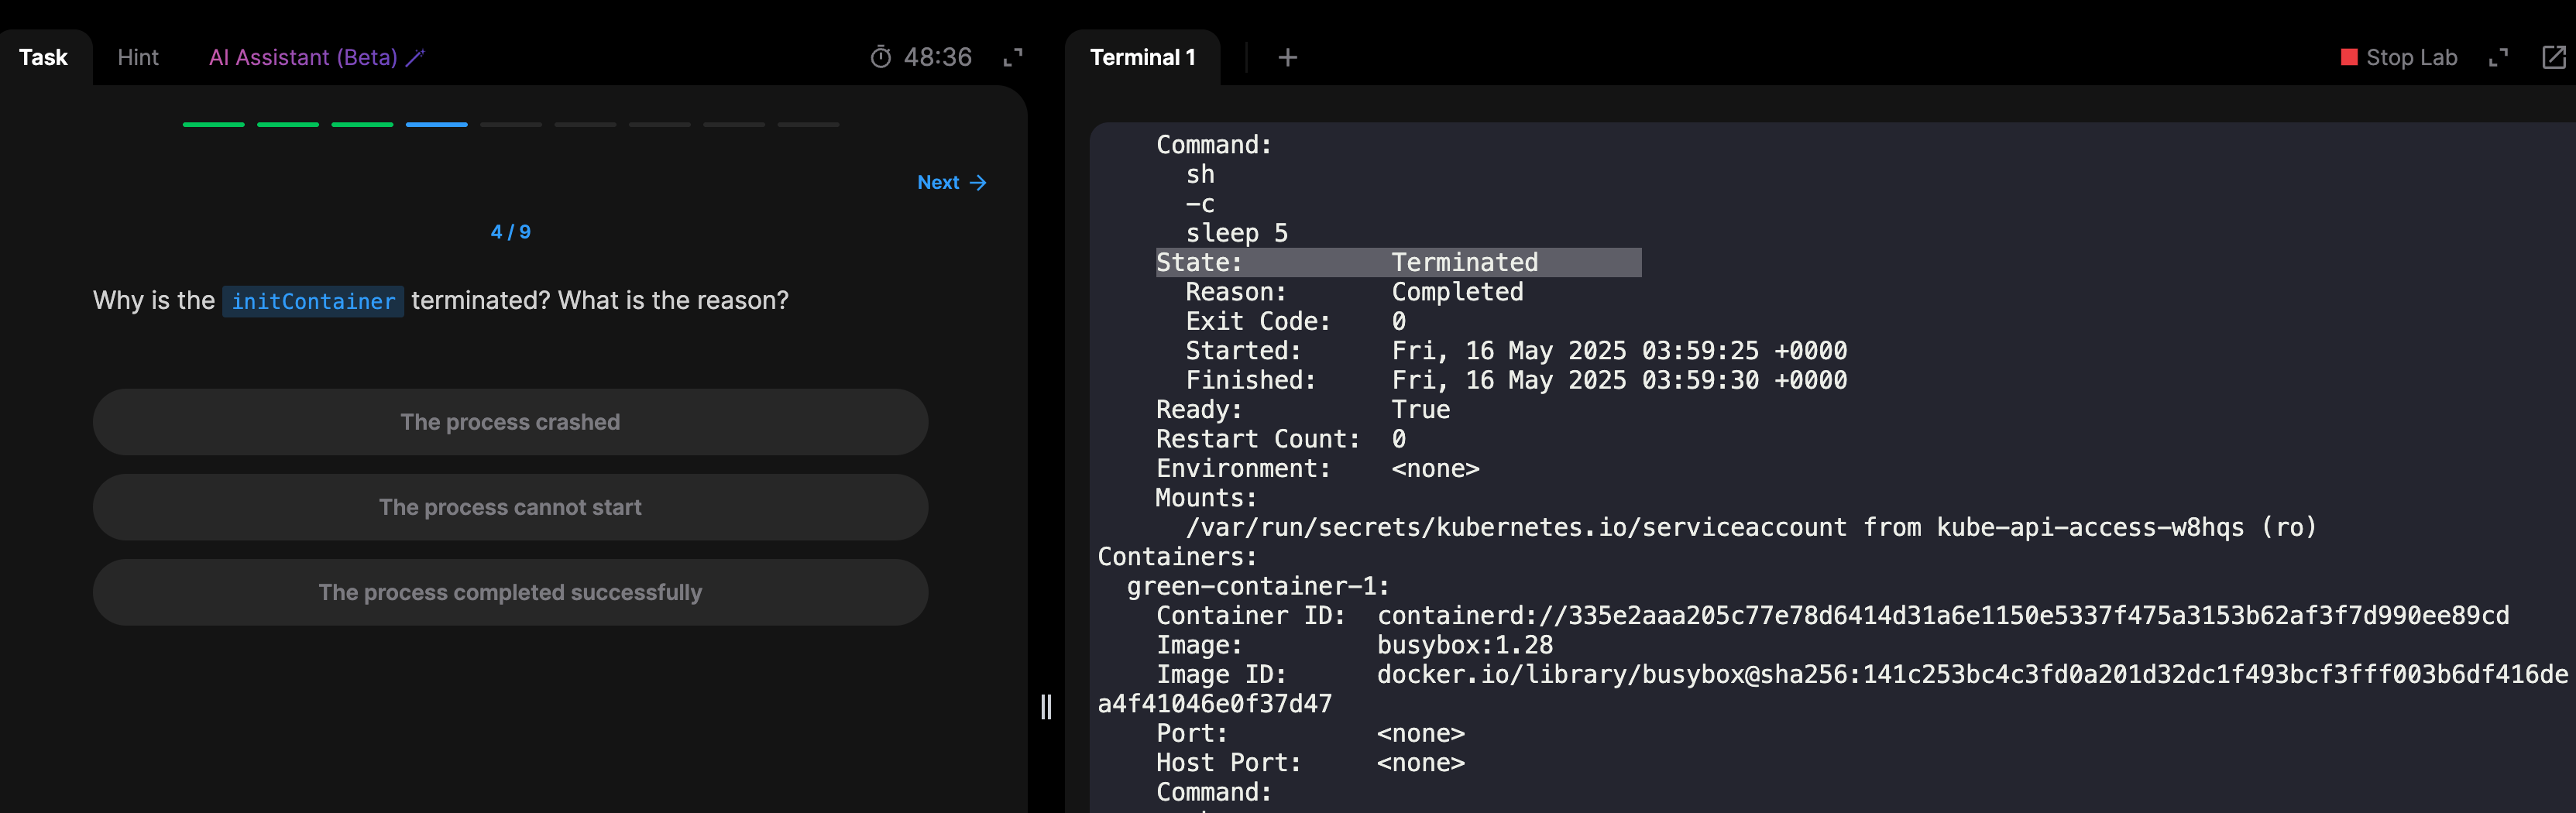 Task
Hint
AI Assistant (Beta)
48:36
Next →
4 / 9
Why is the initContainer terminated? What is the reason?
The process crashed
The process cannot start
The process completed successfully
Terminal 1
+
Stop Lab
Command:
sh
-c
sleep 5
State: Terminated
Reason: Completed
Exit Code: 0
Started: Fri, 16 May 2025 03:59:25 +0000
Finished: Fri, 16 May 2025 03:59:30 +0000
Ready: True
Restart Count: 0
Environment: <none>
Mounts:
/var/run/secrets/kubernetes.io/serviceaccount from kube-api-access-w8hqs (ro)
Containers:
green-container-1:
Container ID: containerd://335e2aaa205c77e78d6414d31a6e1150e5337f475a3153b62af3f7d990ee89cd
Image: busybox:1.28
Image ID: docker.io/library/busybox@sha256:141c253bc4c3fd0a201d32dc1f493bcf3fff003b6df416de
a4f41046e0f37d47
Port: <none>
Host Port: <none>
Command: